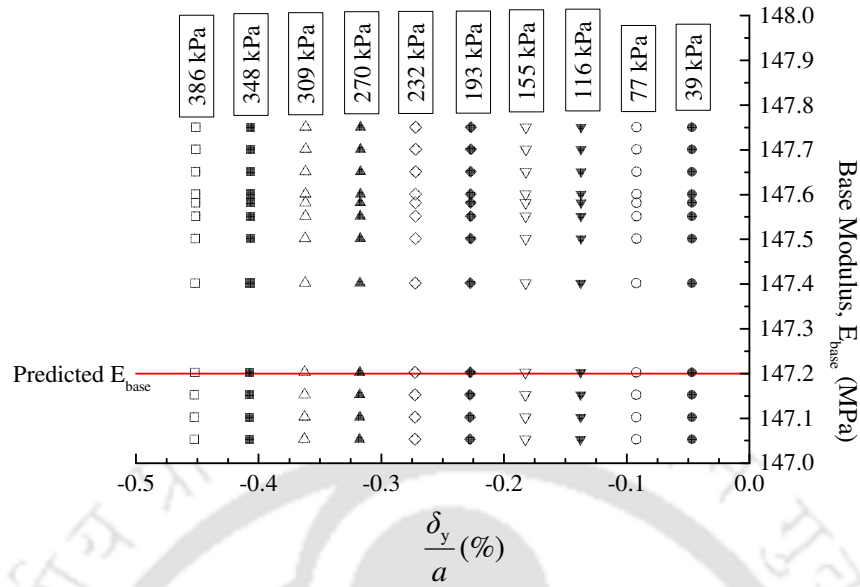 386 kPa
348 kPa
309 kPa
270 kPa
232 kPa
193 kPa
155 kPa
116 kPa
77 kPa
39 kPa
148.0
147.9
147.8
147.7
147.6
147.5
147.4
147.3
147.2
147.1
147.0
Base Modulus, E_base (MPa)
Predicted E_base
-0.5 -0.4 -0.3 -0.2 -0.1 0.0
δ_y
a (%)